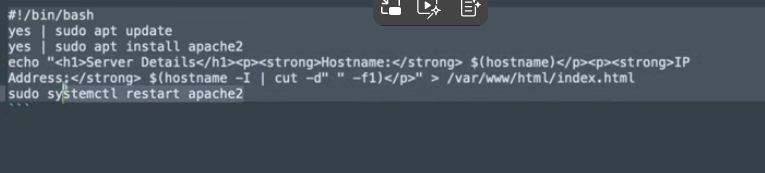 #!/bin/bash
yes | sudo apt update
yes | sudo apt install apache2
echo "<h1>Server Details</h1><p><strong>Hostname:</strong> $(hostname)</p><p><strong>IP
Address:</strong> $(hostname -I | cut -d" " -f1)</p>" > /var/www/html/index.html
sudo systemctl restart apache2
```